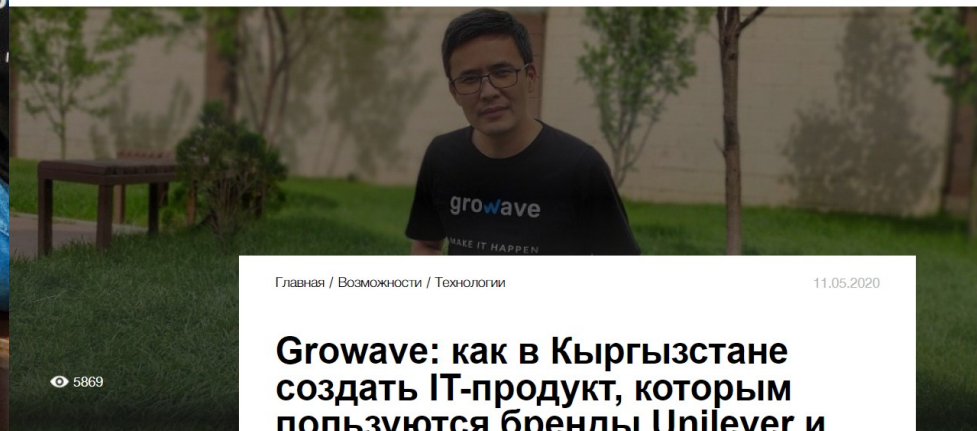 growave
MAKE IT HAPPEN
Главная / Возможности / Технологии
11.05.2020
Growave: как в Кыргызстане
создать IT-продукт, которым
пользуются бренды Unilever и
5869